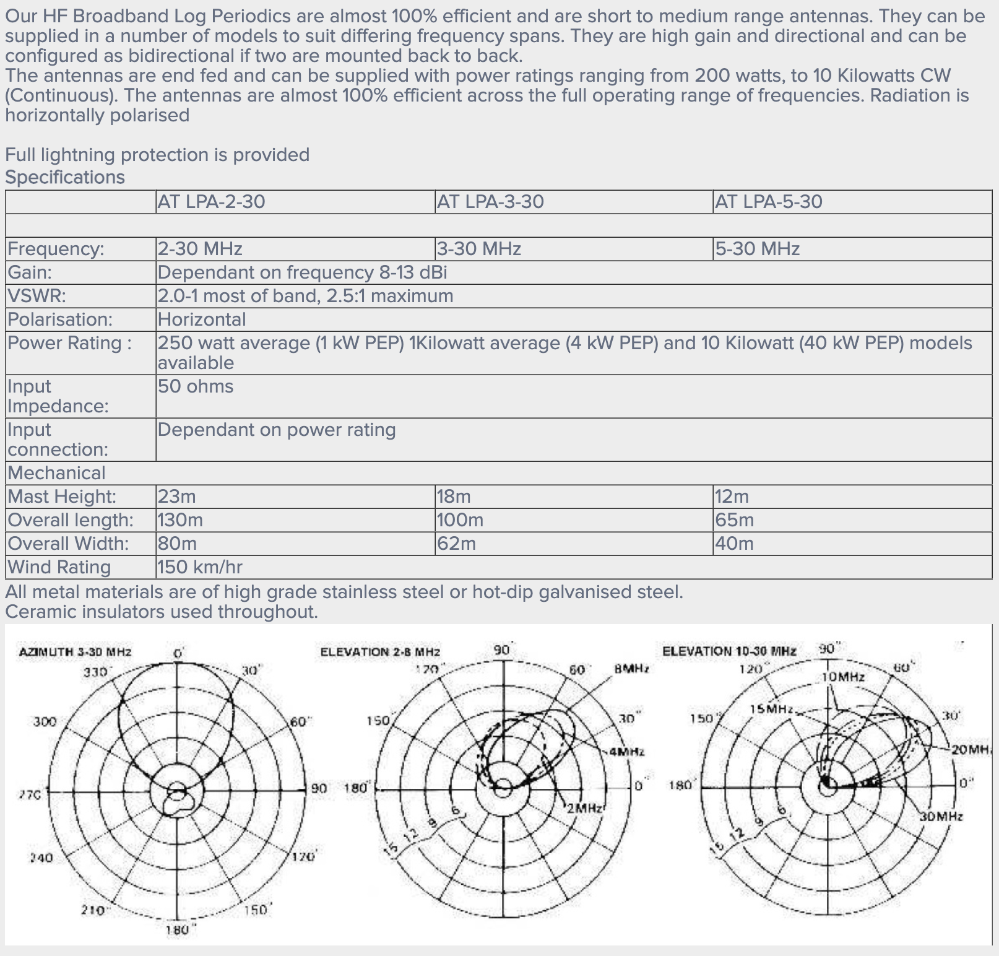 Our HF Broadband Log Periodics are almost 100% efficient and are short to medium range antennas. They can be
supplied in a number of models to suit differing frequency spans. They are high gain and directional and can be
configured as bidirectional if two are mounted back to back.
The antennas are end fed and can be supplied with power ratings ranging from 200 watts, to 10 Kilowatts CW
(Continuous). The antennas are almost 100% efficient across the full operating range of frequencies. Radiation is
horizontally polarised
Full lightning protection is provided
Specifications
AT LPA-2-30 AT LPA-3-30 AT LPA-5-30
Frequency: 2-30 MHz 3-30 MHz 5-30 MHz
Gain: Dependant on frequency 8-13 dBi
VSWR: 2.0-1 most of band, 2.5:1 maximum
Polarisation: Horizontal
Power Rating : 250 watt average (1 kW PEP) 1Kilowatt average (4 kW PEP) and 10 Kilowatt (40 kW PEP) models
available
Input 50 ohms
Impedance:
Input Dependant on power rating
connection:
Mechanical
Mast Height: 23m 18m 12m
Overall length: 130m 100m 65m
Overall Width: 80m 62m 40m
Wind Rating 150 km/hr
All metal materials are of high grade stainless steel or hot-dip galvanised steel.
Ceramic insulators used throughout.
AZIMUTH 3-30 MHz
0°
330° 30"
300 60"
270 90
240 120'
210" 150'
180"
ELEVATION 2-8 MHz
90
120" 60" 8MHz
150 30"
4MHz
180' 0°
2MHz
6
9
12
15
ELEVATION 10-30 MHz
90"
120" 60"
10MHz
15MHz
150" 30'
20MHz
180' 0"
30MHz
6
9
12
15